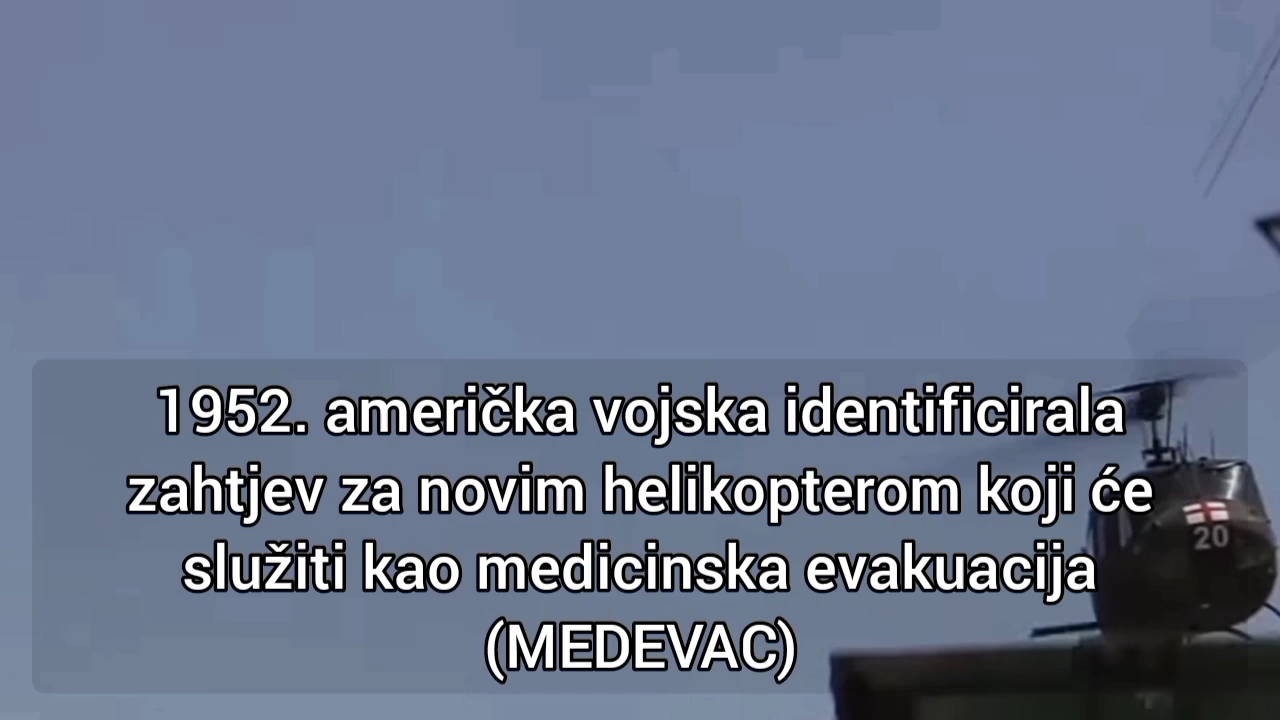 1952. američka vojska identificirala
zahtjev za novim helikopterom koji će
služiti kao medicinska evakuacija
(MEDEVAC)
20